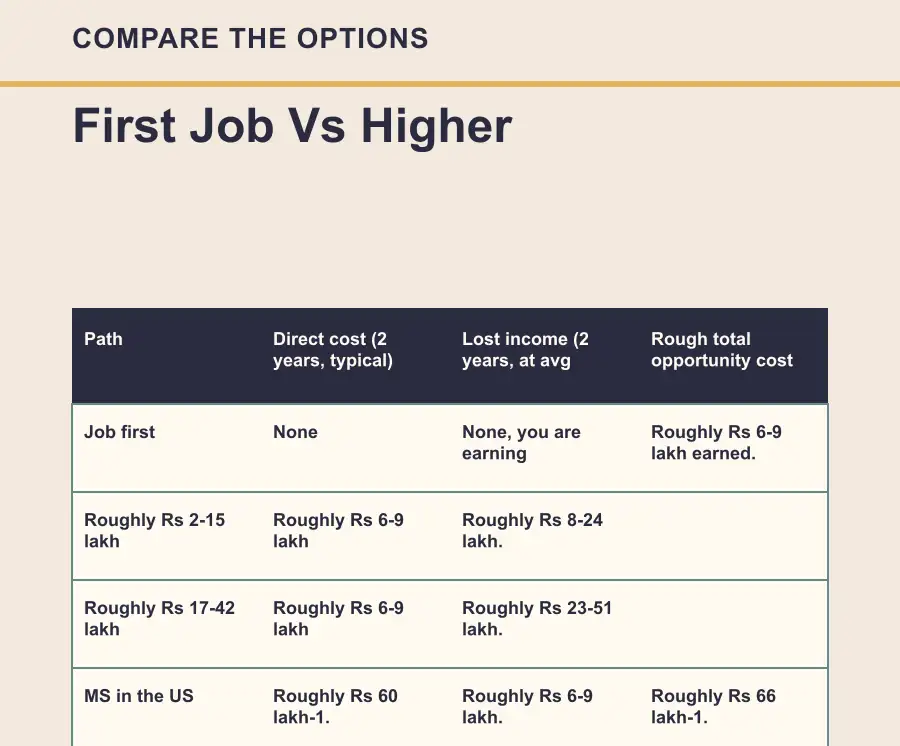 COMPARE THE OPTIONS
First Job Vs Higher
Path
Direct cost (2
years, typical)
Lost income (2
years, at avg
Rough total
opportunity cost
Job first
None
None, you are
earning
Roughly Rs 6-9
lakh earned.
Roughly Rs 2-15
lakh
Roughly Rs 6-9
lakh
Roughly Rs 8-24
lakh.
Roughly Rs 17-42
lakh
Roughly Rs 6-9
lakh
Roughly Rs 23-51
lakh.
MS in the US
Roughly Rs 60
lakh-1.
Roughly Rs 6-9
lakh.
Roughly Rs 66
lakh-1.